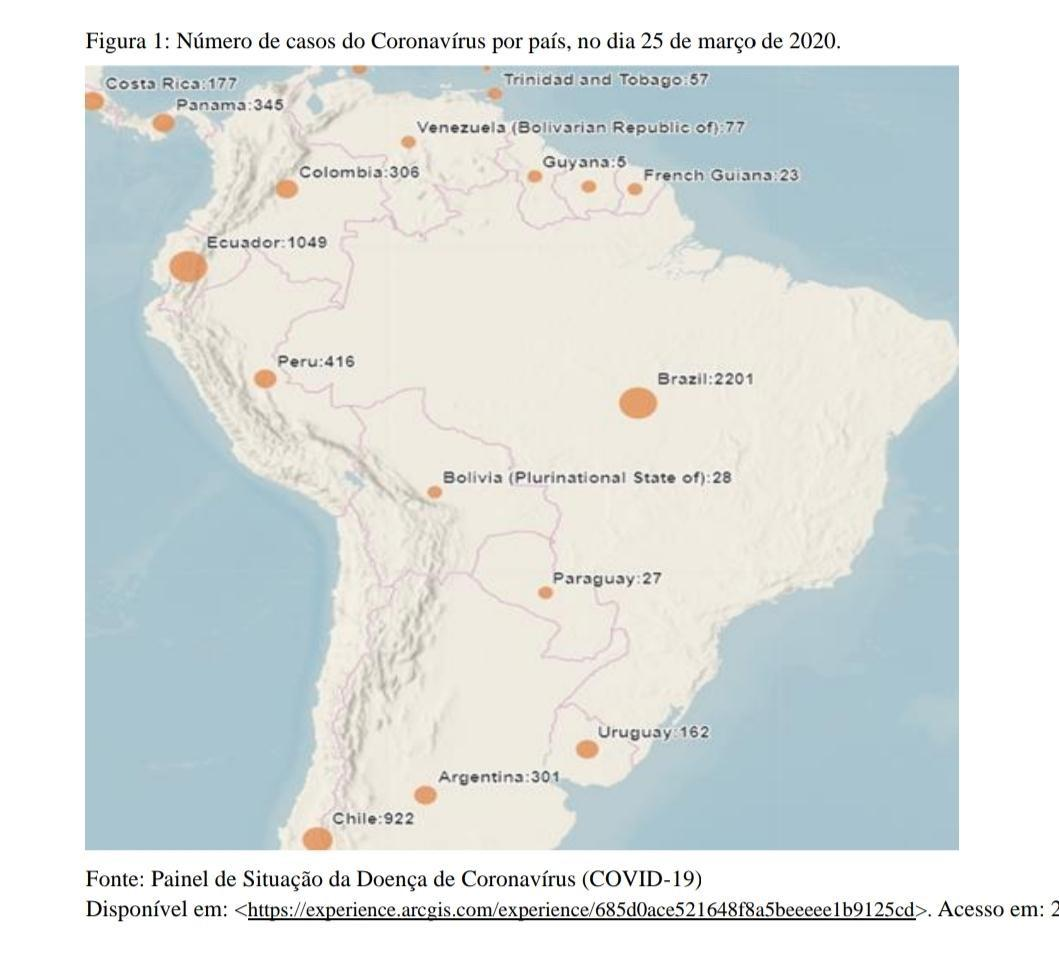 Figura 1: Número de casos do Coronavírus por país, no dia 25 de março de 2020.
Costa Rica:177
Trinidad and Tobago:57
Panama:345
Venezuela (Bolivarian Republic of):77
Guyana:5
Colombia:306
French Guiana:23
Ecuador:1049
Peru:416
Brazil:2201
Bolivia (Plurinational State of):28
Paraguay:27
Uruguay:162
Argentina:301
Chile:922
Fonte: Painel de Situação da Doença de Coronavírus (COVID-19)
Disponível em: <https://experience.arcgis.com/experience/685d0ace521648f8a5beeeee1b9125cd>. Acesso em: 2